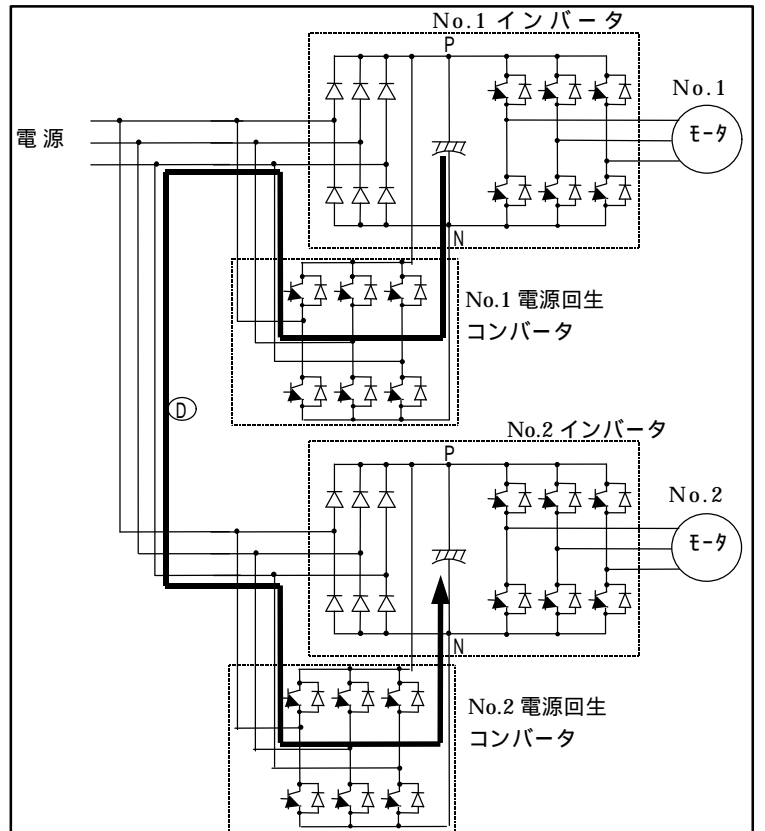 No.1 インバータ
P
No.1
電源
モータ
N
No.1 電源回生
コンバータ
D
No.2 インバータ
P
No.2
モータ
N
No.2 電源回生
コンバータ